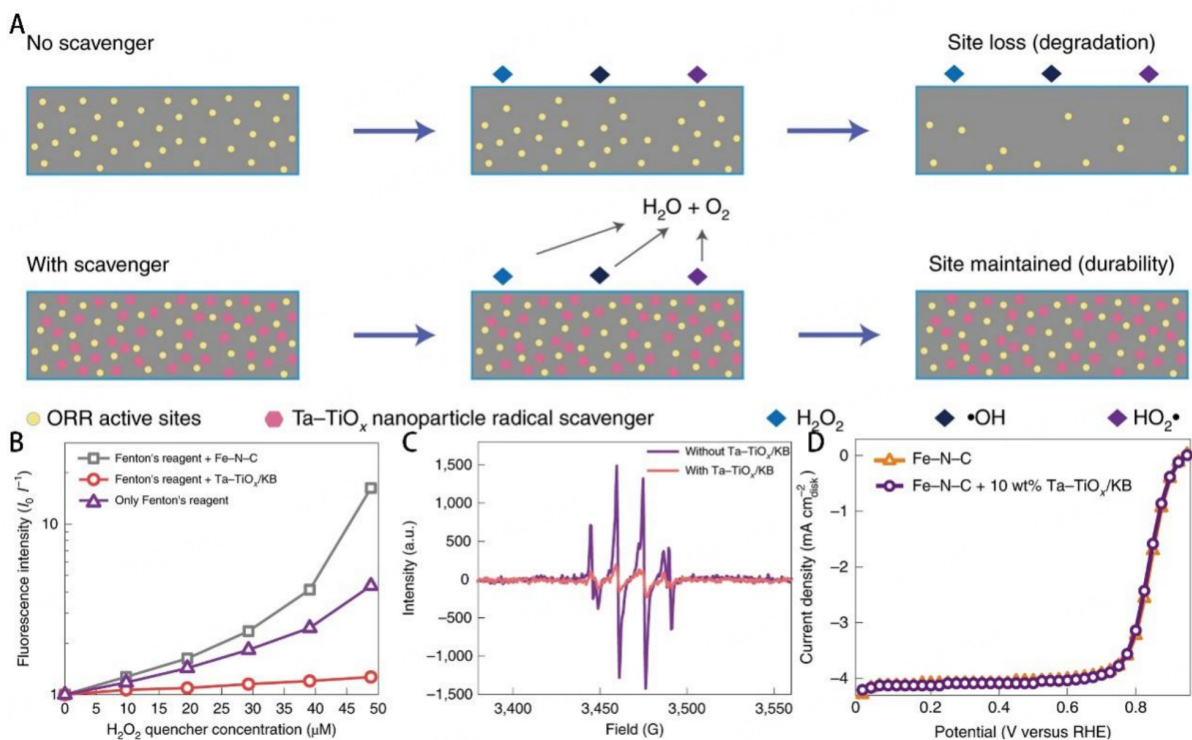 A
No scavenger
Site loss (degradation)
H₂O + O₂
With scavenger
Site maintained (durability)
ORR active sites
Ta–TiOₓ nanoparticle radical scavenger
H₂O₂
•OH
HO₂•
B
Fluorescence intensity (I₀ I⁻¹)
10
1
Fenton's reagent + Fe–N–C
Fenton's reagent + Ta–TiOₓ/KB
Only Fenton's reagent
0 5 10 15 20 25 30 35 40 45 50
H₂O₂ quencher concentration (μM)
C
Intensity (a.u.)
1,500
1,000
500
0
–500
–1,000
–1,500
Without Ta–TiOₓ/KB
With Ta–TiOₓ/KB
3,400 3,450 3,500 3,550
Field (G)
D
Current density (mA cm⁻²disk)
0
–1
–2
–3
–4
Fe–N–C
Fe–N–C + 10 wt% Ta–TiOₓ/KB
0 0.2 0.4 0.6 0.8
Potential (V versus RHE)